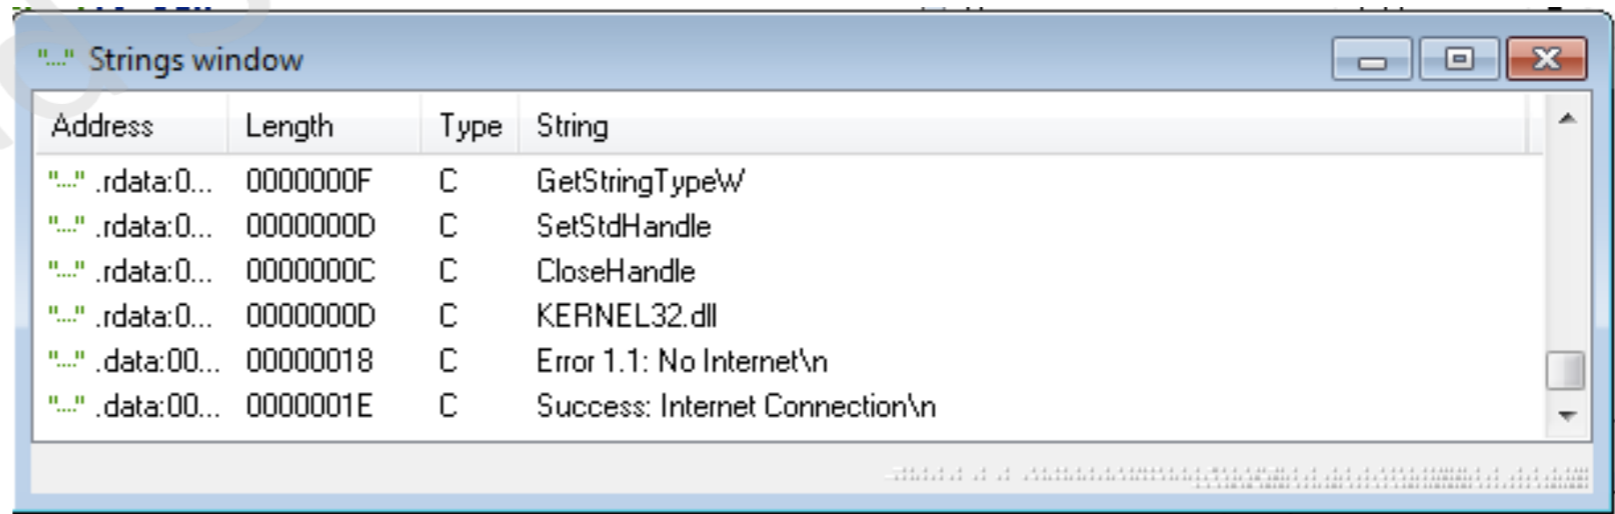 "..." Strings window
Address Length Type String
"..." .rdata:0... 0000000F C GetStringTypeW
"..." .rdata:0... 0000000D C SetStdHandle
"..." .rdata:0... 0000000C C CloseHandle
"..." .rdata:0... 0000000D C KERNEL32.dll
"..." .data:00... 00000018 C Error 1.1: No Internet\n
"..." .data:00... 0000001E C Success: Internet Connection\n